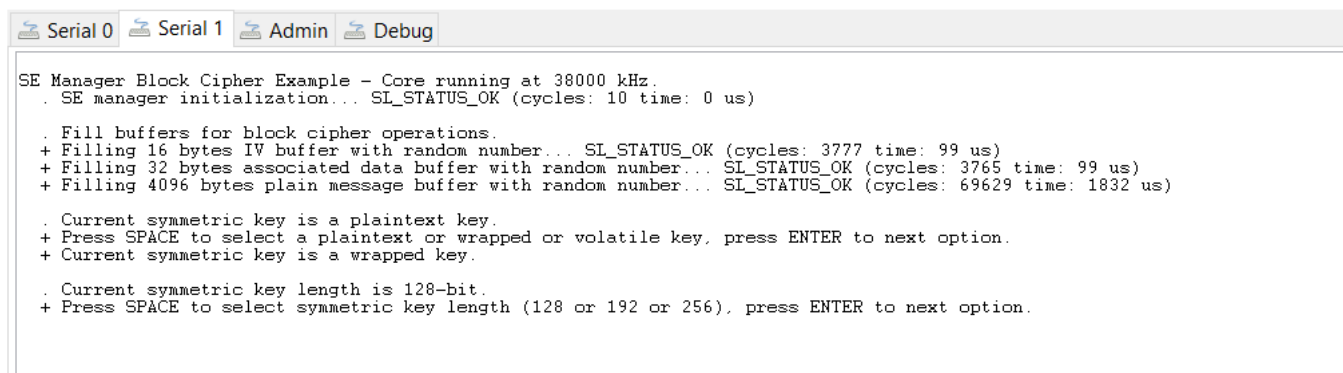 Serial 0 Serial 1 Admin Debug
SE Manager Block Cipher Example - Core running at 38000 kHz.
. SE manager initialization... SL_STATUS_OK (cycles: 10 time: 0 us)
. Fill buffers for block cipher operations.
+ Filling 16 bytes IV buffer with random number... SL_STATUS_OK (cycles: 3777 time: 99 us)
+ Filling 32 bytes associated data buffer with random number... SL_STATUS_OK (cycles: 3765 time: 99 us)
+ Filling 4096 bytes plain message buffer with random number... SL_STATUS_OK (cycles: 69629 time: 1832 us)
. Current symmetric key is a plaintext key.
+ Press SPACE to select a plaintext or wrapped or volatile key, press ENTER to next option.
+ Current symmetric key is a wrapped key.
. Current symmetric key length is 128-bit.
+ Press SPACE to select symmetric key length (128 or 192 or 256), press ENTER to next option.